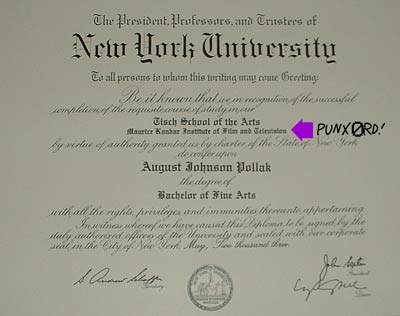 The President, Professors, and Trustees of
New York University
To all persons to whom this writing may come Greeting:
Be it known that we in recognition of the successful
completion of the requisite course of study in our
Tisch School of the Arts
Maurice Kanbar Institute of Film and Television
PUNX0RD!
by virtue of authority granted us by charter of the State of New York
do confer upon
August Johnson Pollak
the degree of
Bachelor of Fine Arts
with all the rights, privileges and immunities thereunto appertaining.
In witness whereof we have caused this Diploma to be signed by the
duly authorized officers of the University and sealed with our corporate
seal in the City of New York, May, Two thousand three
John Sexton
President
S. Andrew Schaffer
Secretary
Dean